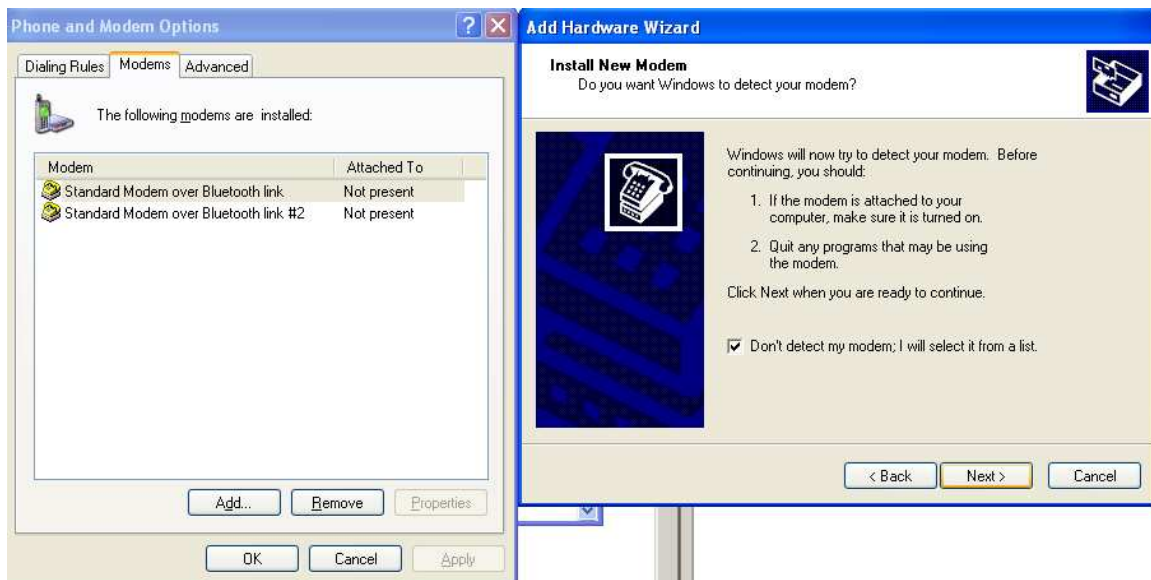 Phone and Modem Options
Dialing Rules Modems Advanced
The following modems are installed:
Modem Attached To
Standard Modem over Bluetooth link Not present
Standard Modem over Bluetooth link #2 Not present
Add... Remove Properties
OK Cancel Apply
Add Hardware Wizard
Install New Modem
Do you want Windows to detect your modem?
Windows will now try to detect your modem. Before
continuing, you should:
1. If the modem is attached to your
computer, make sure it is turned on.
2. Quit any programs that may be using
the modem.
Click Next when you are ready to continue.
Don't detect my modem; I will select it from a list.
< Back Next > Cancel